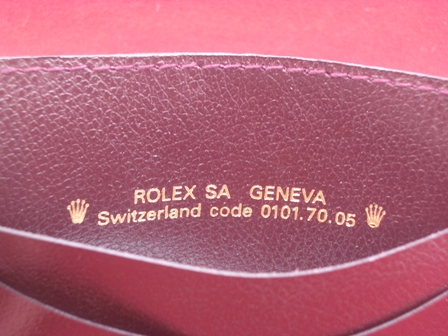 ROLEX SA GENEVA
Switzerland code 0101.70.05